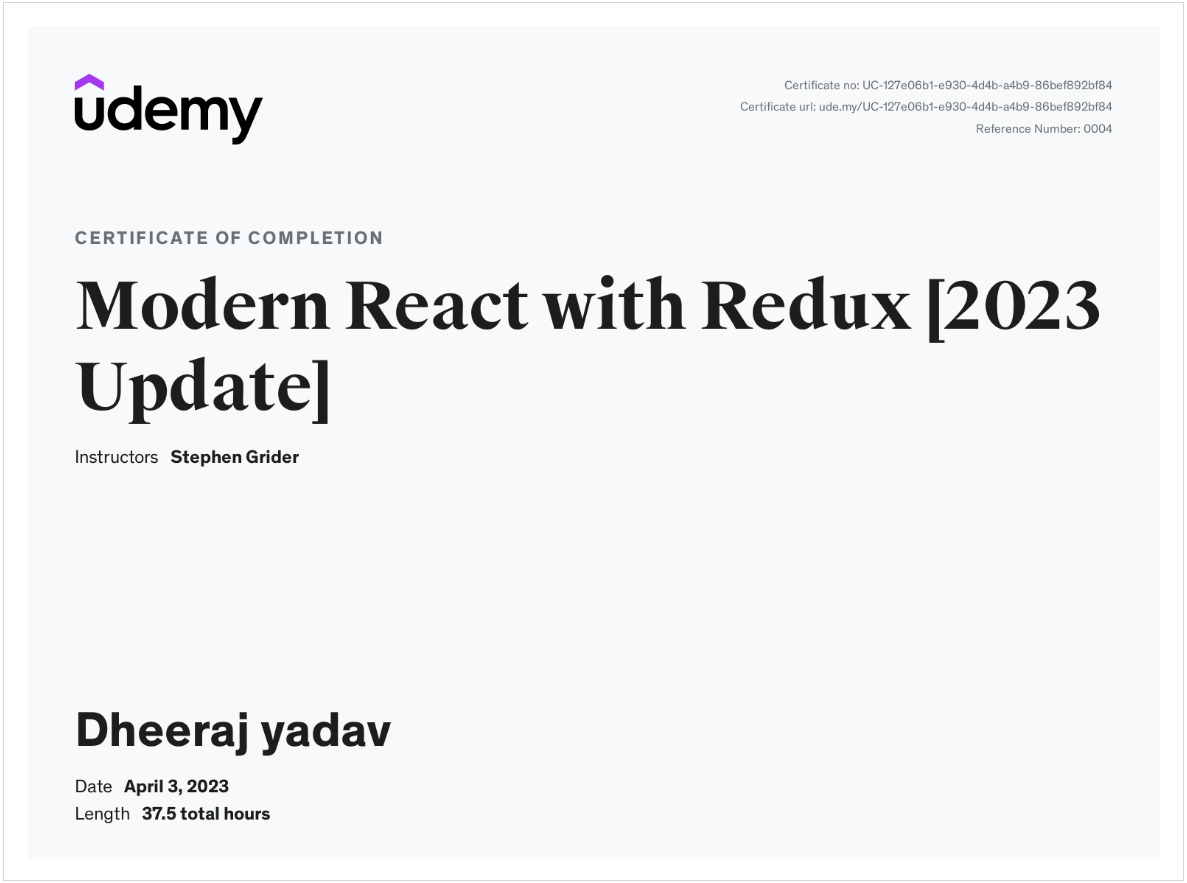 udemy
Certificate no: UC-127e06b1-e930-4d4b-a4b9-86bef892bf84
Certificate url: ude.my/UC-127e06b1-e930-4d4b-a4b9-86bef892bf84
Reference Number: 0004
CERTIFICATE OF COMPLETION
Modern React with Redux [2023
Update]
Instructors Stephen Grider
Dheeraj yadav
Date April 3, 2023
Length 37.5 total hours